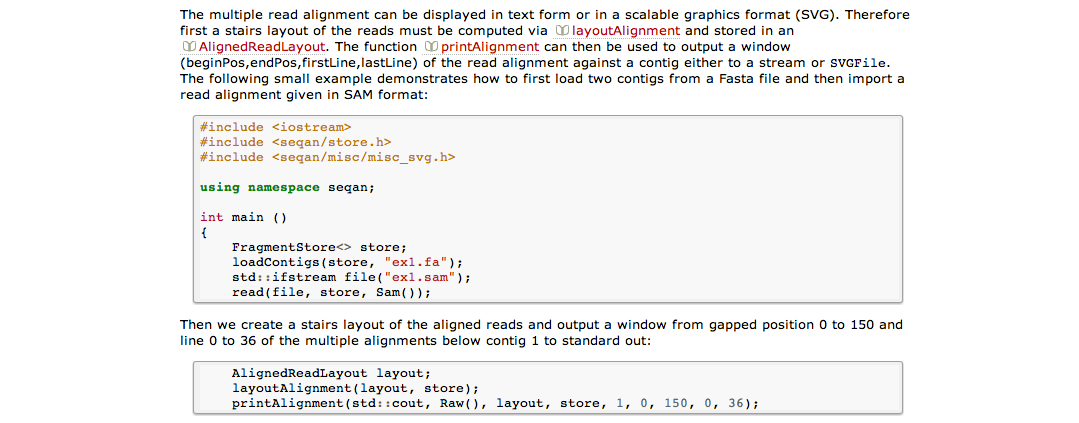 The multiple read alignment can be displayed in text form or in a scalable graphics format (SVG). Therefore
first a stairs layout of the reads must be computed via layoutAlignment and stored in an
AlignedReadLayout. The function printAlignment can then be used to output a window
(beginPos,endPos,firstLine,lastLine) of the read alignment against a contig either to a stream or SVGFile.
The following small example demonstrates how to first load two contigs from a Fasta file and then import a
read alignment given in SAM format:
#include <iostream>
#include <seqan/store.h>
#include <seqan/misc/misc_svg.h>
using namespace seqan;
int main ()
{
    FragmentStore<> store;
    loadContigs(store, "ex1.fa");
    std::ifstream file("ex1.sam");
    read(file, store, Sam());
Then we create a stairs layout of the aligned reads and output a window from gapped position 0 to 150 and
line 0 to 36 of the multiple alignments below contig 1 to standard out:
    AlignedReadLayout layout;
    layoutAlignment(layout, store);
    printAlignment(std::cout, Raw(), layout, store, 1, 0, 150, 0, 36);